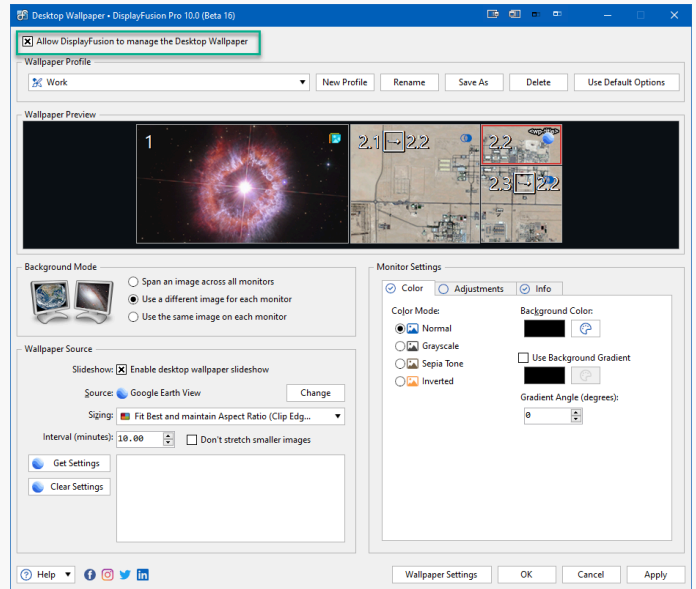 Desktop Wallpaper • DisplayFusion Pro 10.0 (Beta 16)
Allow DisplayFusion to manage the Desktop Wallpaper
Wallpaper Profile
Work
New Profile
Rename
Save As
Delete
Use Default Options
Wallpaper Preview
1
2.1
2.2
2.2
2.3
2.2
Background Mode
Span an image across all monitors
Use a different image for each monitor
Use the same image on each monitor
Monitor Settings
Color
Adjustments
Info
Color Mode:
Normal
Grayscale
Sepia Tone
Inverted
Background Color:
Use Background Gradient
Gradient Angle (degrees):
0
Wallpaper Source
Slideshow:
Enable desktop wallpaper slideshow
Source:
Google Earth View
Change
Sizing:
Fit Best and maintain Aspect Ratio (Clip Edg...
Interval (minutes):
10.00
Don't stretch smaller images
Get Settings
Clear Settings
Help
Wallpaper Settings
OK
Cancel
Apply